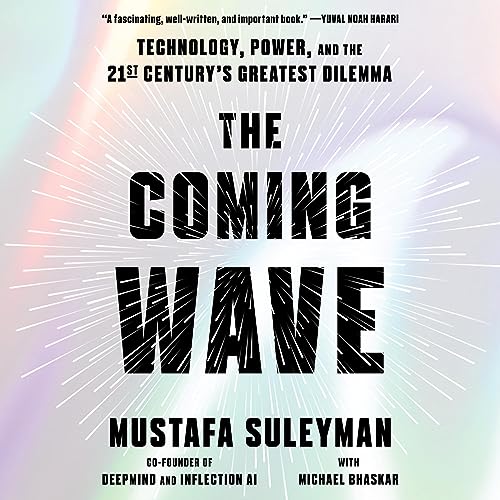 “A fascinating, well-written, and important book.” —Yuval Noah Harari
Technology, Power, and the
21st Century’s Greatest Dilemma
THE
COMING
WAVE
MUSTAFA SULEYMAN
CO-FOUNDER OF
DEEPMIND AND INFLECTION AI
WITH
MICHAEL BHASKAR